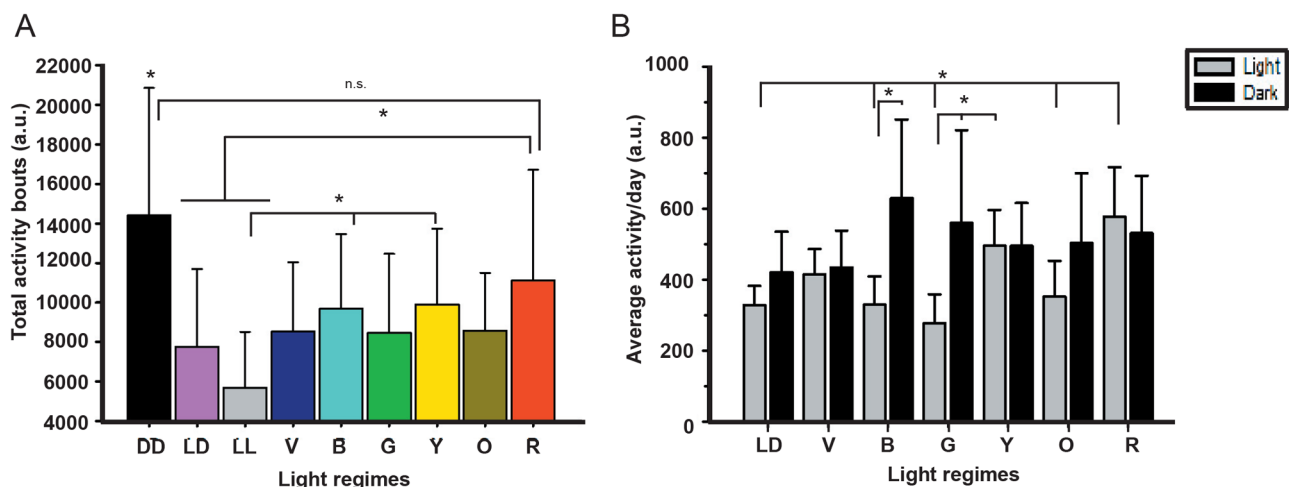 A
Total activity bouts (a.u.)
22000
20000
18000
16000
14000
12000
10000
8000
6000
4000
*
n.s.
*
*
DD LD LL V B G Y O R
Light regimes
B
Average activity/day (a.u.)
1000
800
600
400
200
0
*
*
*
LD V B G Y O R
Light regimes
Light
Dark